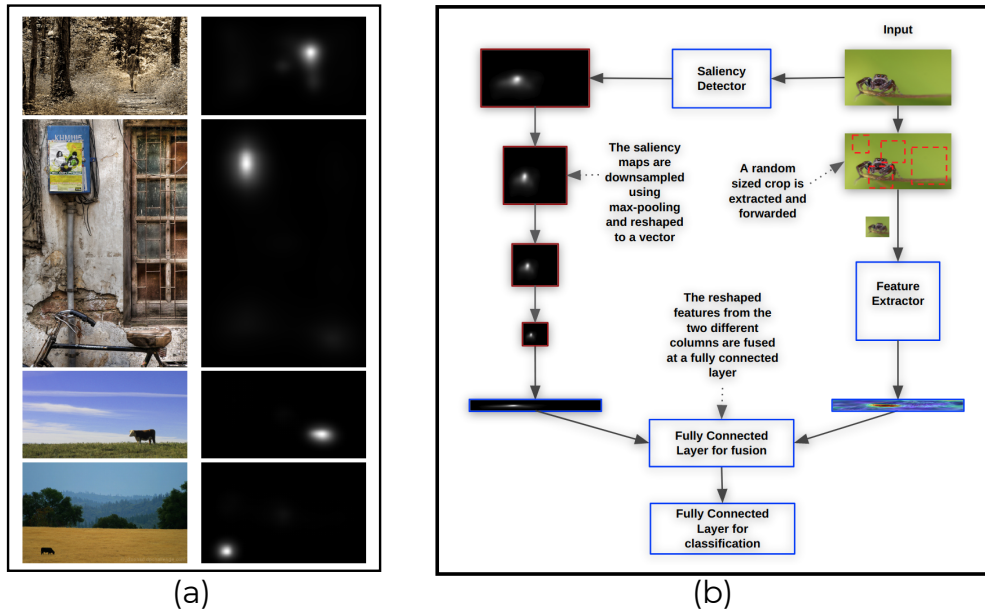 KHMHIF
Input
Saliency
Detector
The saliency
maps are
downsampled
using
max-pooling
and reshaped
to a vector
A random
sized crop is
extracted and
forwarded
Feature
Extractor
The reshaped
features from
the two different
columns are fused
at a fully connected
layer
Fully Connected
Layer for fusion
Fully Connected
Layer for
classification
(a)
(b)